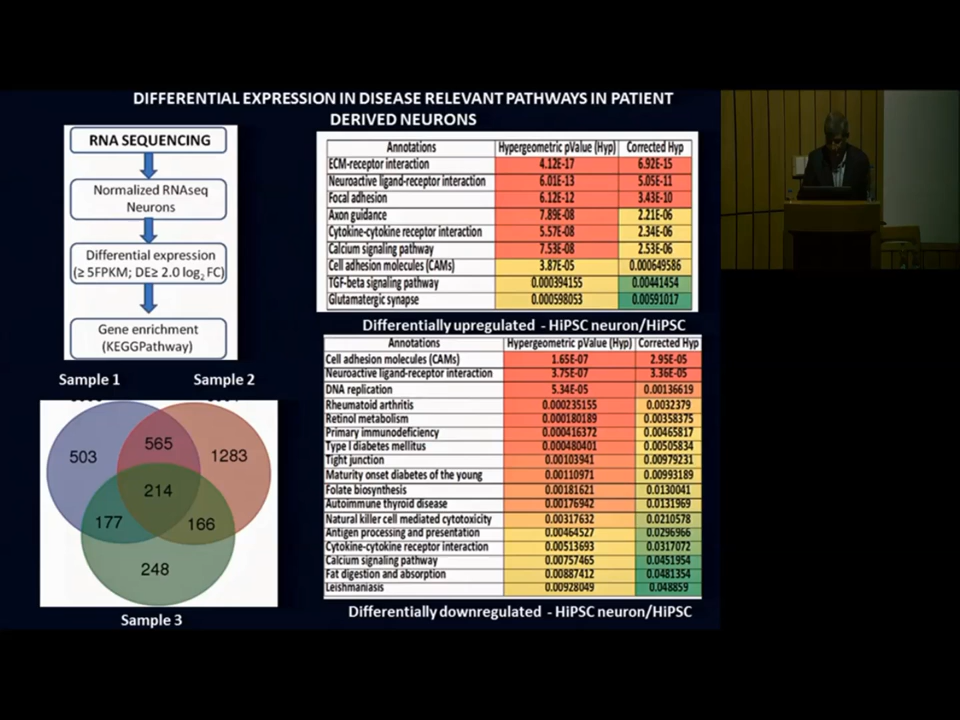 DIFFERENTIAL EXPRESSION IN DISEASE RELEVANT PATHWAYS IN PATIENT
DERIVED NEURONS
RNA SEQUENCING
Normalized RNAseq
Neurons
Differential expression
(≥ 5FPKM; DE≥ 2.0 log2 FC)
Gene enrichment
(KEGGPathway)
Sample 1 Sample 2
503
565
1283
214
177
166
248
Sample 3
Annotations Hypergeometric pValue (Hyp) Corrected Hyp
ECM-receptor interaction 4.12E-17 6.92E-15
Neuroactive ligand-receptor interaction 6.01E-13 5.05E-11
Focal adhesion 6.12E-12 3.43E-10
Axon guidance 7.89E-08 2.21E-06
Cytokine-cytokine receptor interaction 5.57E-08 2.34E-06
Calcium signaling pathway 7.53E-08 2.53E-06
Cell adhesion molecules (CAMs) 3.87E-05 0.000649586
TGF-beta signaling pathway 0.000394155 0.00441454
Glutamatergic synapse 0.000598053 0.00591017
Differentially upregulated - HiPSC neuron/HiPSC
Annotations Hypergeometric pValue (Hyp) Corrected Hyp
Cell adhesion molecules (CAMs) 1.65E-07 2.95E-05
Neuroactive ligand-receptor interaction 3.75E-07 3.36E-05
DNA replication 5.34E-05 0.00136619
Rheumatoid arthritis 0.000235155 0.0032379
Retinol metabolism 0.000180189 0.00358375
Primary immunodeficiency 0.000416372 0.00465817
Type I diabetes mellitus 0.000480401 0.00505834
Tight junction 0.00103941 0.00979231
Maturity onset diabetes of the young 0.00110971 0.00993189
Folate biosynthesis 0.00181621 0.0130041
Autoimmune thyroid disease 0.00176942 0.0131969
Natural killer cell mediated cytotoxicity 0.00317632 0.0210578
Antigen processing and presentation 0.00464527 0.0296966
Cytokine-cytokine receptor interaction 0.00513693 0.0317072
Calcium signaling pathway 0.00757465 0.0451954
Fat digestion and absorption 0.00887412 0.0481354
Leishmaniasis 0.00928049 0.048859
Differentially downregulated - HiPSC neuron/HiPSC